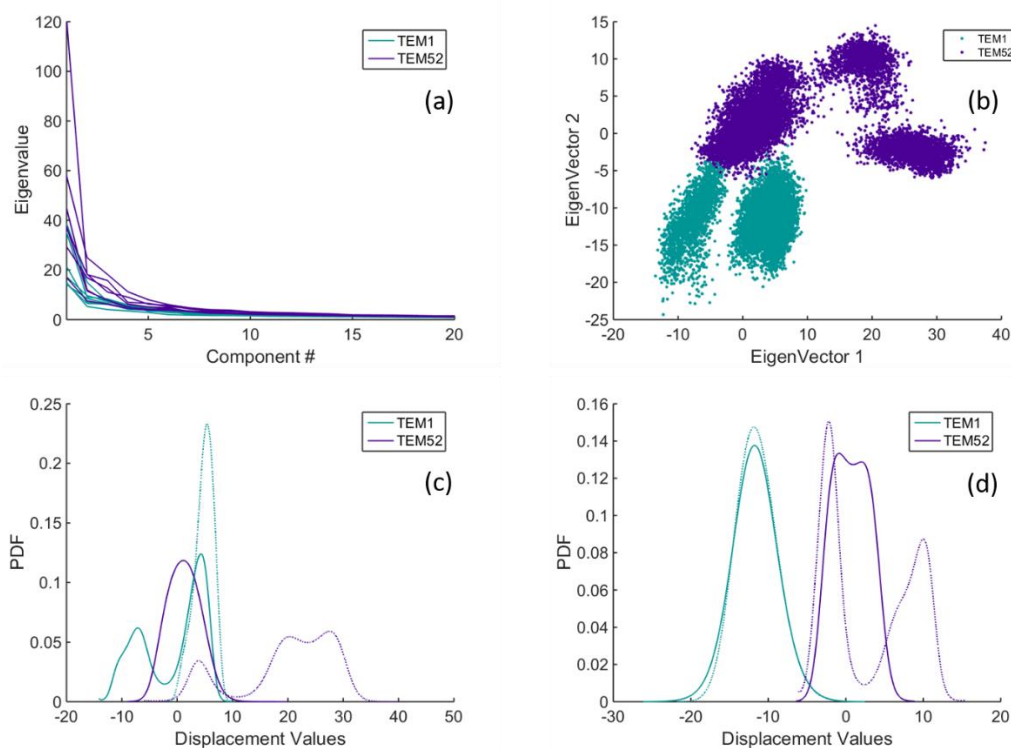 120
100
80
60
40
20
0
Eigenvalue
5
10
15
20
Component #
TEM1
TEM52
(a)
15
10
5
0
-5
-10
-15
-20
-25
EigenVector 2
-20
-10
0
10
20
30
40
EigenVector 1
TEM1
TEM52
(b)
0.25
0.2
0.15
0.1
0.05
0
PDF
-20
-10
0
10
20
30
40
50
Displacement Values
TEM1
TEM52
(c)
0.16
0.14
0.12
0.1
0.08
0.06
0.04
0.02
0
PDF
-30
-20
-10
0
10
20
Displacement Values
TEM1
TEM52
(d)